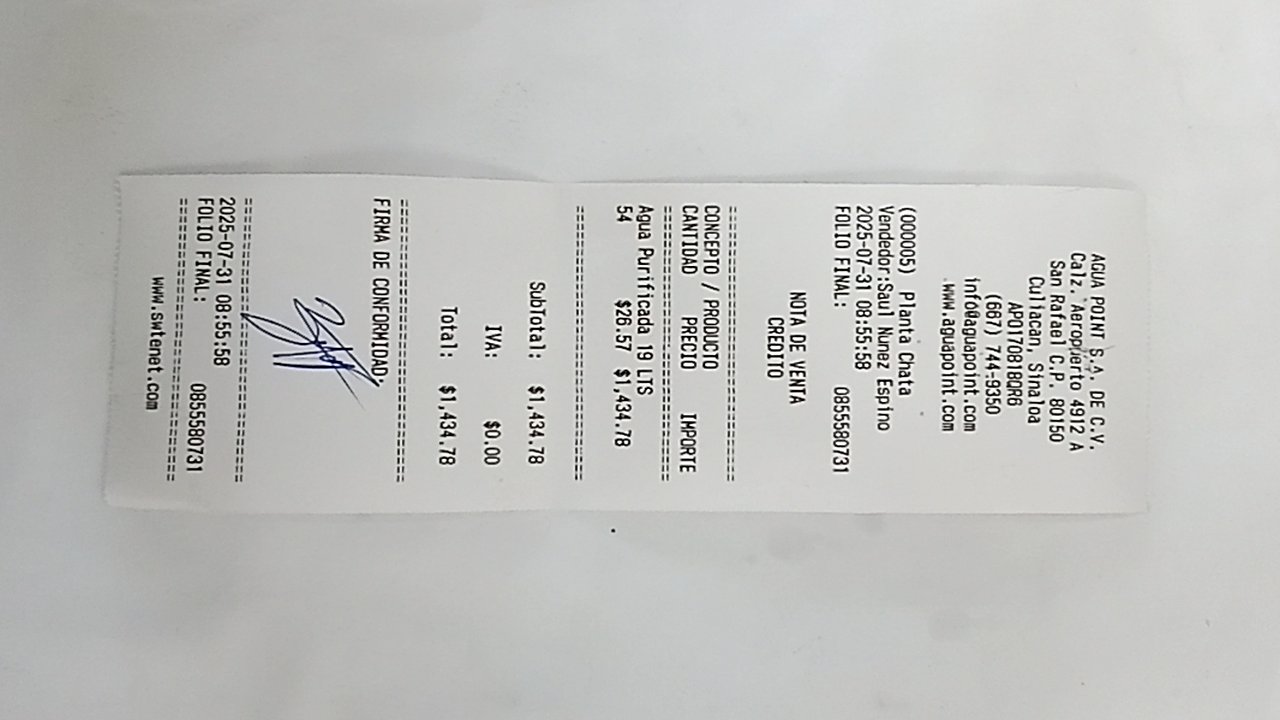 AGUA POINT S.A. DE C.V.
Calz. Aeropuerto 4912 A
San Rafael C.P. 80150
Culiacan, Sinaloa
APO170818QR6
(667) 744-9350
info@aguapoint.com
www.aguapoint.com
(000005) Planta Chata
Vendedor:Saul Nunez Espino
2025-07-31 08:55:58
FOLIO FINAL: 0855580731
NOTA DE VENTA
CREDITO
==============================
CONCEPTO / PRODUCTO
CANTIDAD PRECIO IMPORTE
==============================
Agua Purificada 19 LTS
54 $26.57 $1,434.78
==============================
SubTotal: $1,434.78
IVA: $0.00
Total: $1,434.78
==============================
FIRMA DE CONFORMIDAD.
==============================
2025-07-31 08:55:58
FOLIO FINAL: 0855580731
==============================
www.swtenet.com